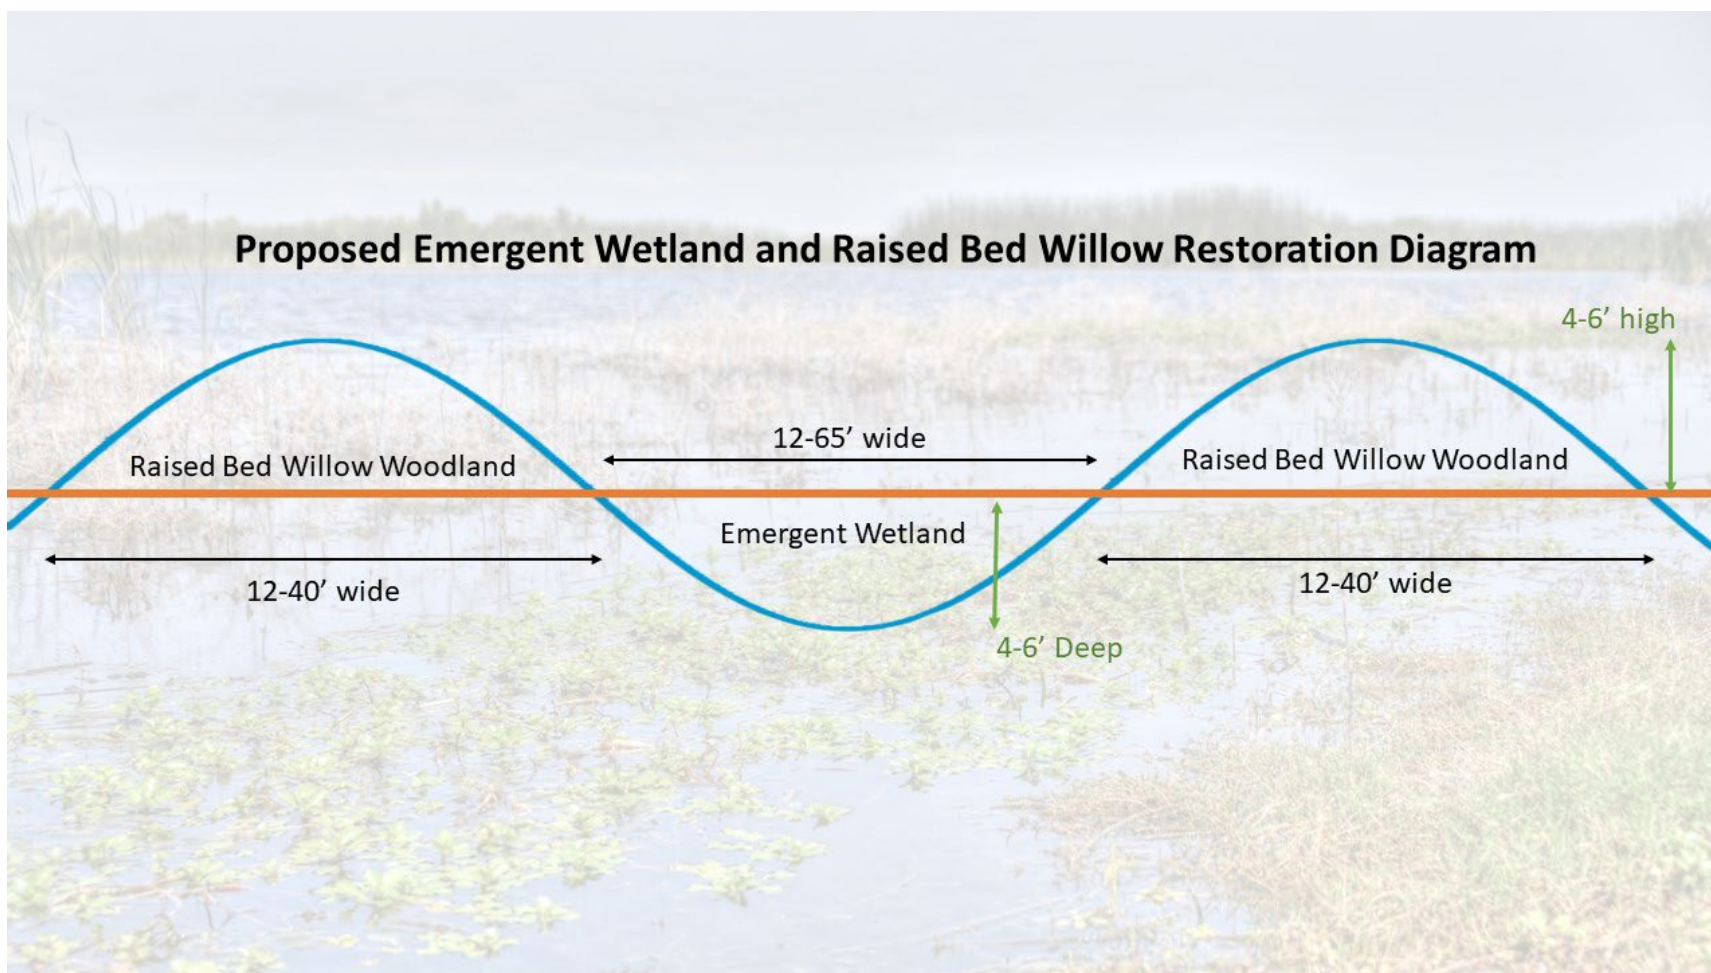 Proposed Emergent Wetland and Raised Bed Willow Restoration Diagram
4-6’ high
12-65’ wide
Raised Bed Willow Woodland
Raised Bed Willow Woodland
Emergent Wetland
12-40’ wide
12-40’ wide
4-6’ Deep